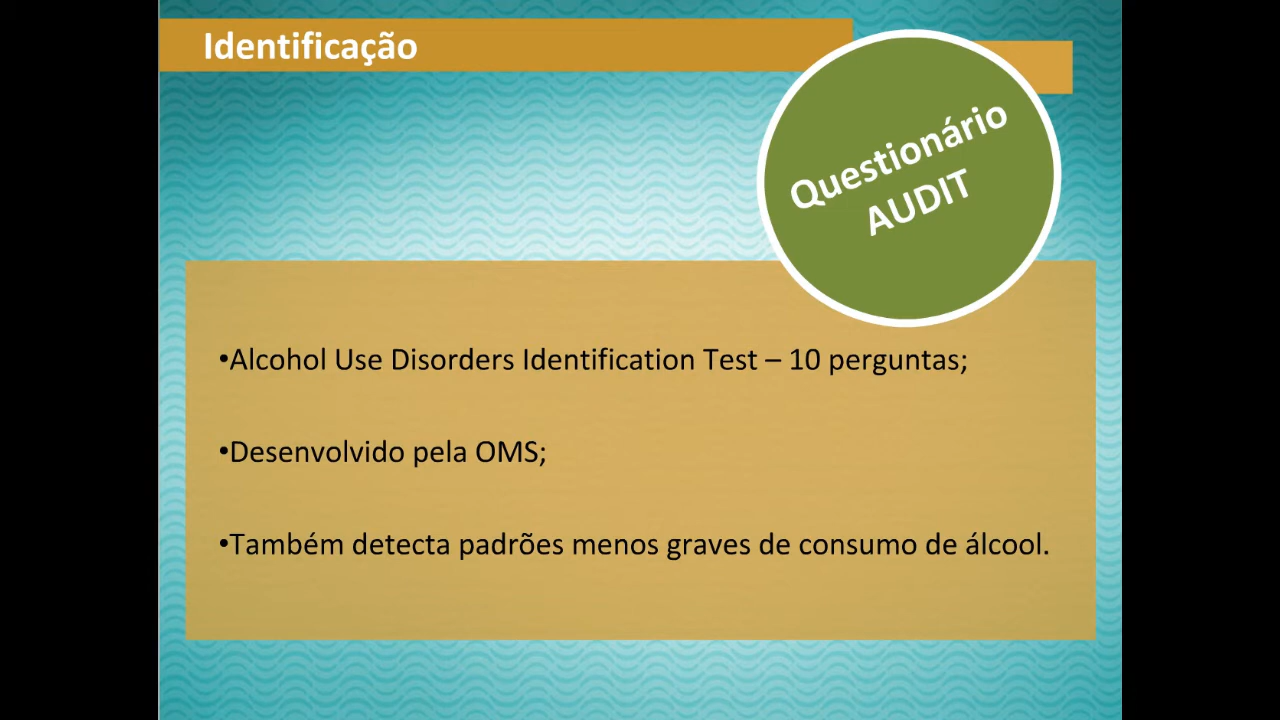 Identificação
Questionário
AUDIT
•Alcohol Use Disorders Identification Test – 10 perguntas;
•Desenvolvido pela OMS;
•Também detecta padrões menos graves de consumo de álcool.